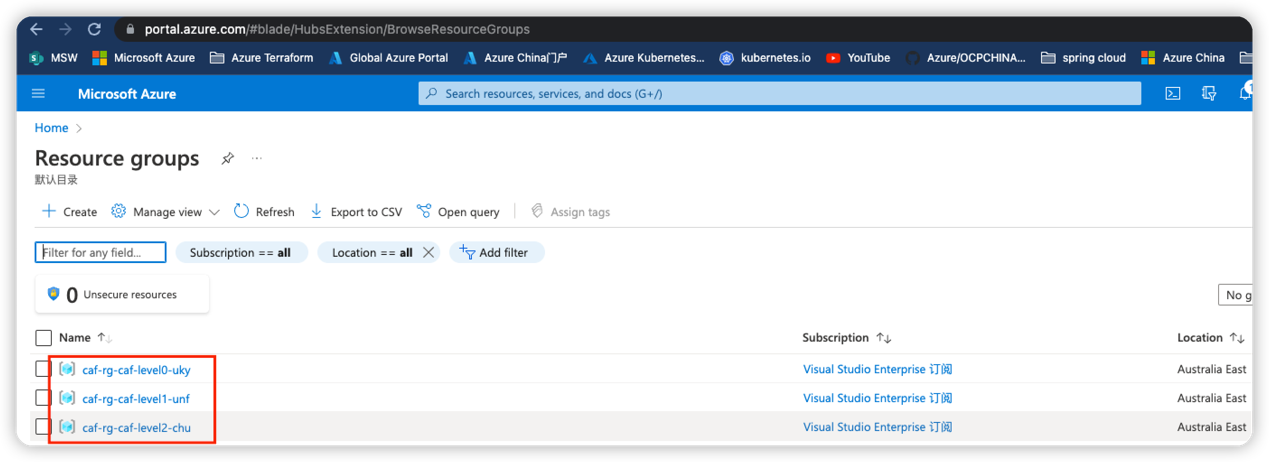 portal.azure.com/#blade/HubsExtension/BrowseResourceGroups
MSW Microsoft Azure Azure Terraform Global Azure Portal Azure China门户 Azure Kubernetes... kubernetes.io YouTube Azure/OCPCHINA... spring cloud Azure China
Microsoft Azure Search resources, services, and docs (G+/) 1
Home >
Resource groups ...
默认目录
Create Manage view Refresh Export to CSV Open query Assign tags
Filter for any field... Subscription == all Location == all Add filter
0 Unsecure resources
No g
Name Subscription Location
caf-rg-caf-level0-uky Visual Studio Enterprise 订阅 Australia East
caf-rg-caf-level1-unf Visual Studio Enterprise 订阅 Australia East
caf-rg-caf-level2-chu Visual Studio Enterprise 订阅 Australia East